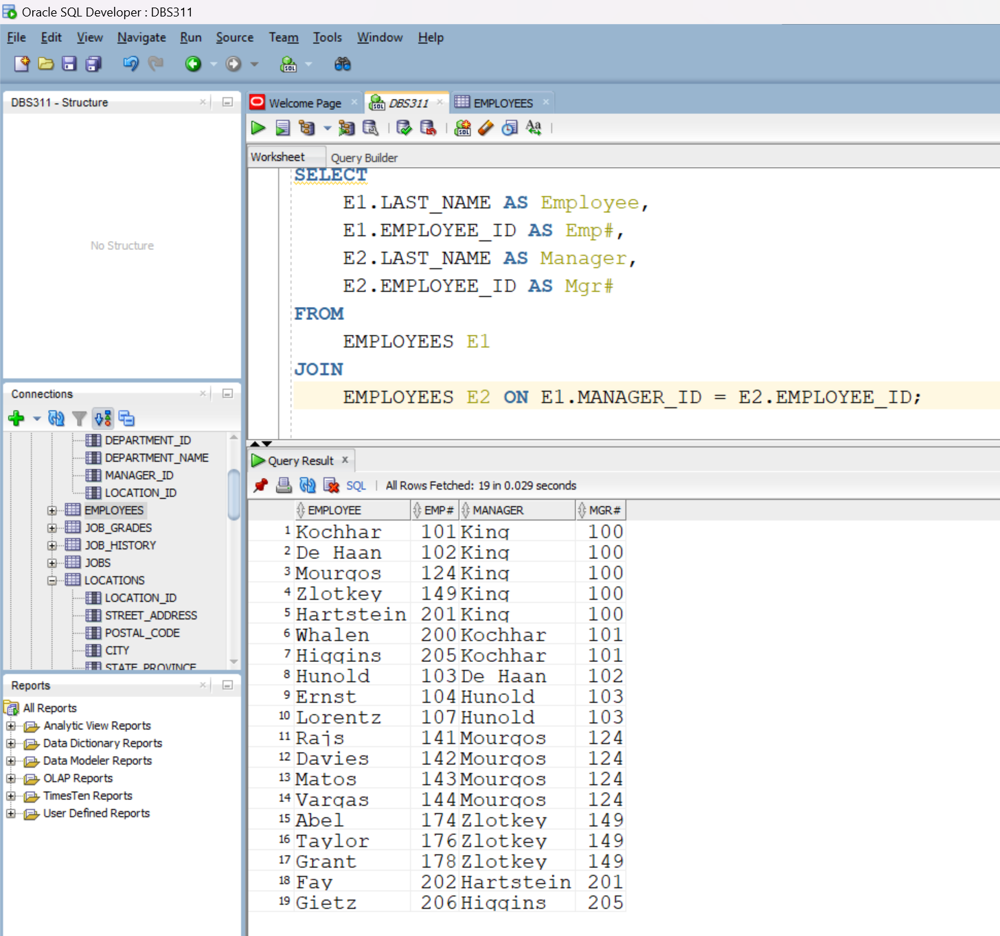 Oracle SQL Developer : DBS311
File Edit View Navigate Run Source Team Tools Window Help
DBS311 - Structure
No Structure
Connections
DEPARTMENT_ID
DEPARTMENT_NAME
MANAGER_ID
LOCATION_ID
EMPLOYEES
JOB_GRADES
JOB_HISTORY
JOBS
LOCATIONS
LOCATION_ID
STREET_ADDRESS
POSTAL_CODE
CITY
STATE_PROVINCE
Reports
All Reports
Analytic View Reports
Data Dictionary Reports
Data Modeler Reports
OLAP Reports
TimesTen Reports
User Defined Reports
Welcome Page DBS311 EMPLOYEES
Worksheet Query Builder
SELECT
E1.LAST_NAME AS Employee,
E1.EMPLOYEE_ID AS Emp#,
E2.LAST_NAME AS Manager,
E2.EMPLOYEE_ID AS Mgr#
FROM
EMPLOYEES E1
JOIN
EMPLOYEES E2 ON E1.MANAGER_ID = E2.EMPLOYEE_ID;
Query Result
SQL | All Rows Fetched: 19 in 0.029 seconds
EMPLOYEE EMP# MANAGER MGR#
1 Kochhar 101 King 100
2 De Haan 102 King 100
3 Mourgos 124 King 100
4 Zlotkey 149 King 100
5 Hartstein 201 King 100
6 Whalen 200 Kochhar 101
7 Higgins 205 Kochhar 101
8 Hunold 103 De Haan 102
9 Ernst 104 Hunold 103
10 Lorentz 107 Hunold 103
11 Rajs 141 Mourgos 124
12 Davies 142 Mourgos 124
13 Matos 143 Mourgos 124
14 Vargas 144 Mourgos 124
15 Abel 174 Zlotkey 149
16 Taylor 176 Zlotkey 149
17 Grant 178 Zlotkey 149
18 Fay 202 Hartstein 201
19 Gietz 206 Higgins 205